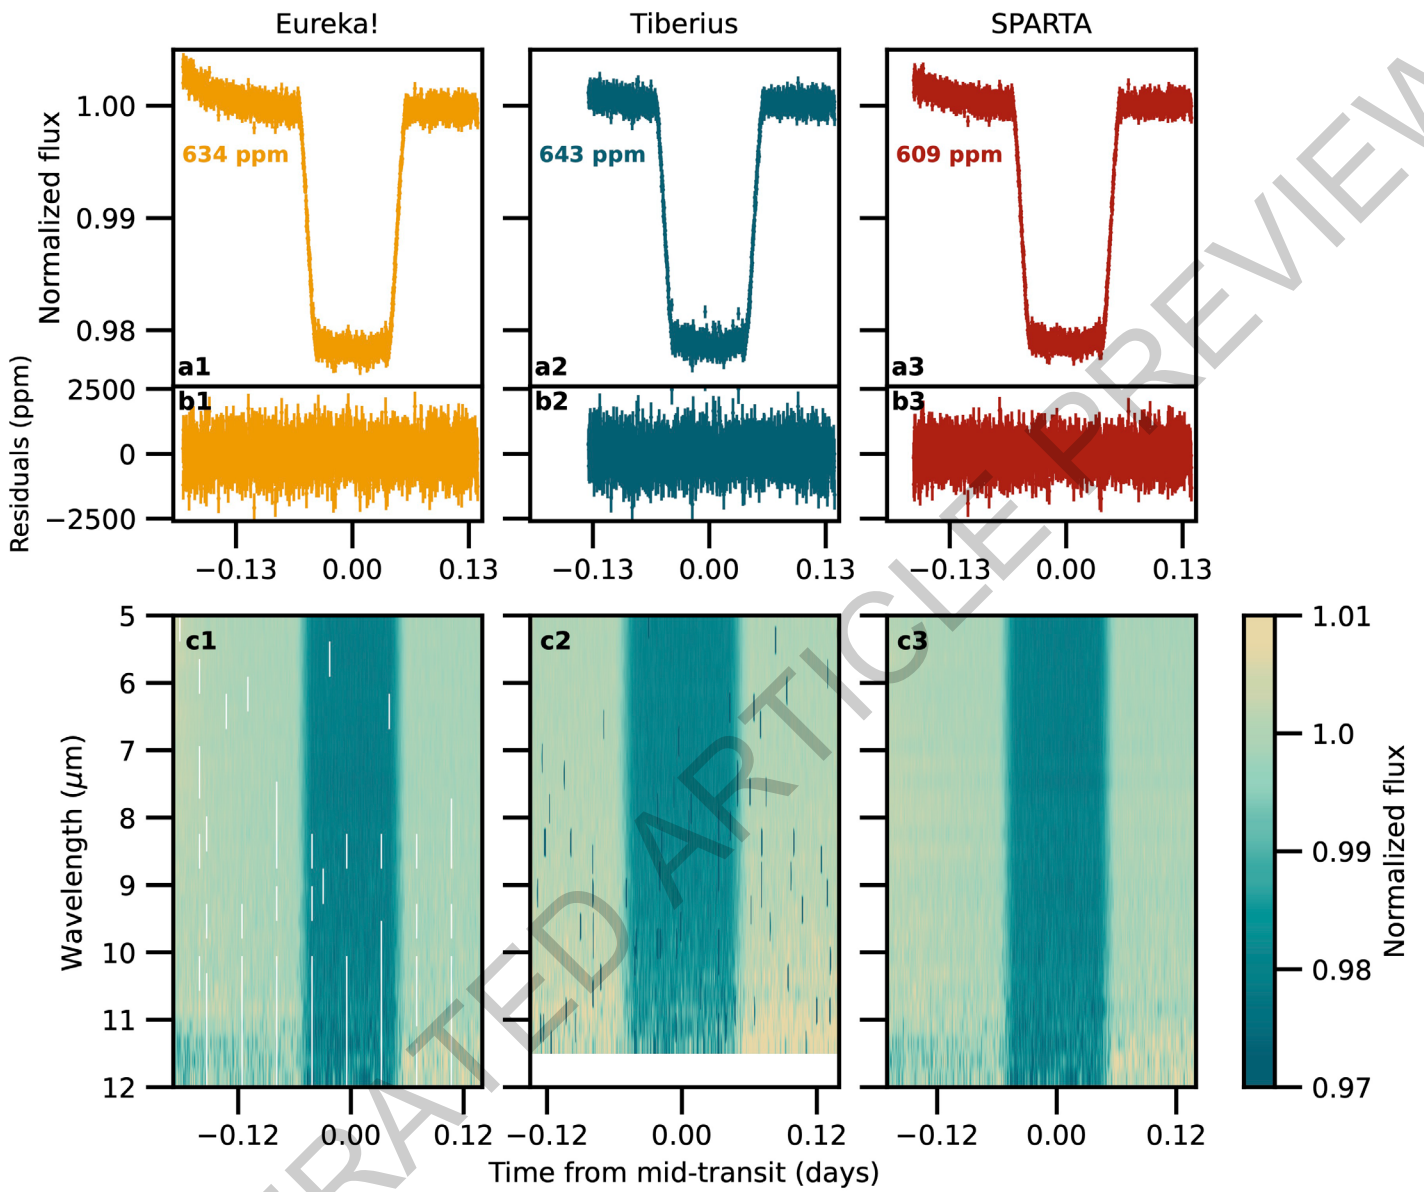 Eureka! Tiberius SPARTA
Normalized flux
1.00
0.99
0.98
634 ppm 643 ppm 609 ppm
a1 a2 a3
Residuals (ppm)
2500
0
−2500
b1 b2 b3
−0.13 0.00 0.13 −0.13 0.00 0.13 −0.13 0.00 0.13
Wavelength (μm)
5
6
7
8
9
10
11
12
c1 c2 c3
−0.12 0.00 0.12 −0.12 0.00 0.12 −0.12 0.00 0.12
Time from mid-transit (days)
1.01
1.0
0.99
0.98
0.97
Normalized flux
RATED ARTICLE PREVIEW